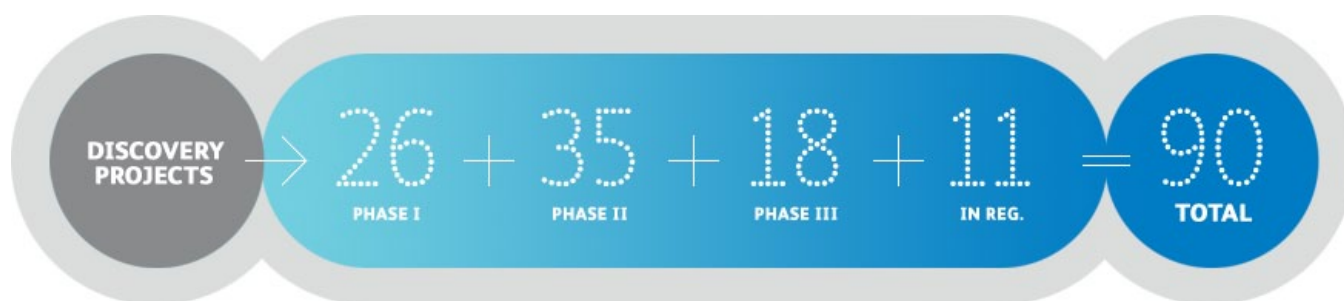 DISCOVERY
PROJECTS
26 + 35 + 18 + 11 = 90
PHASE I PHASE II PHASE III IN REG. TOTAL